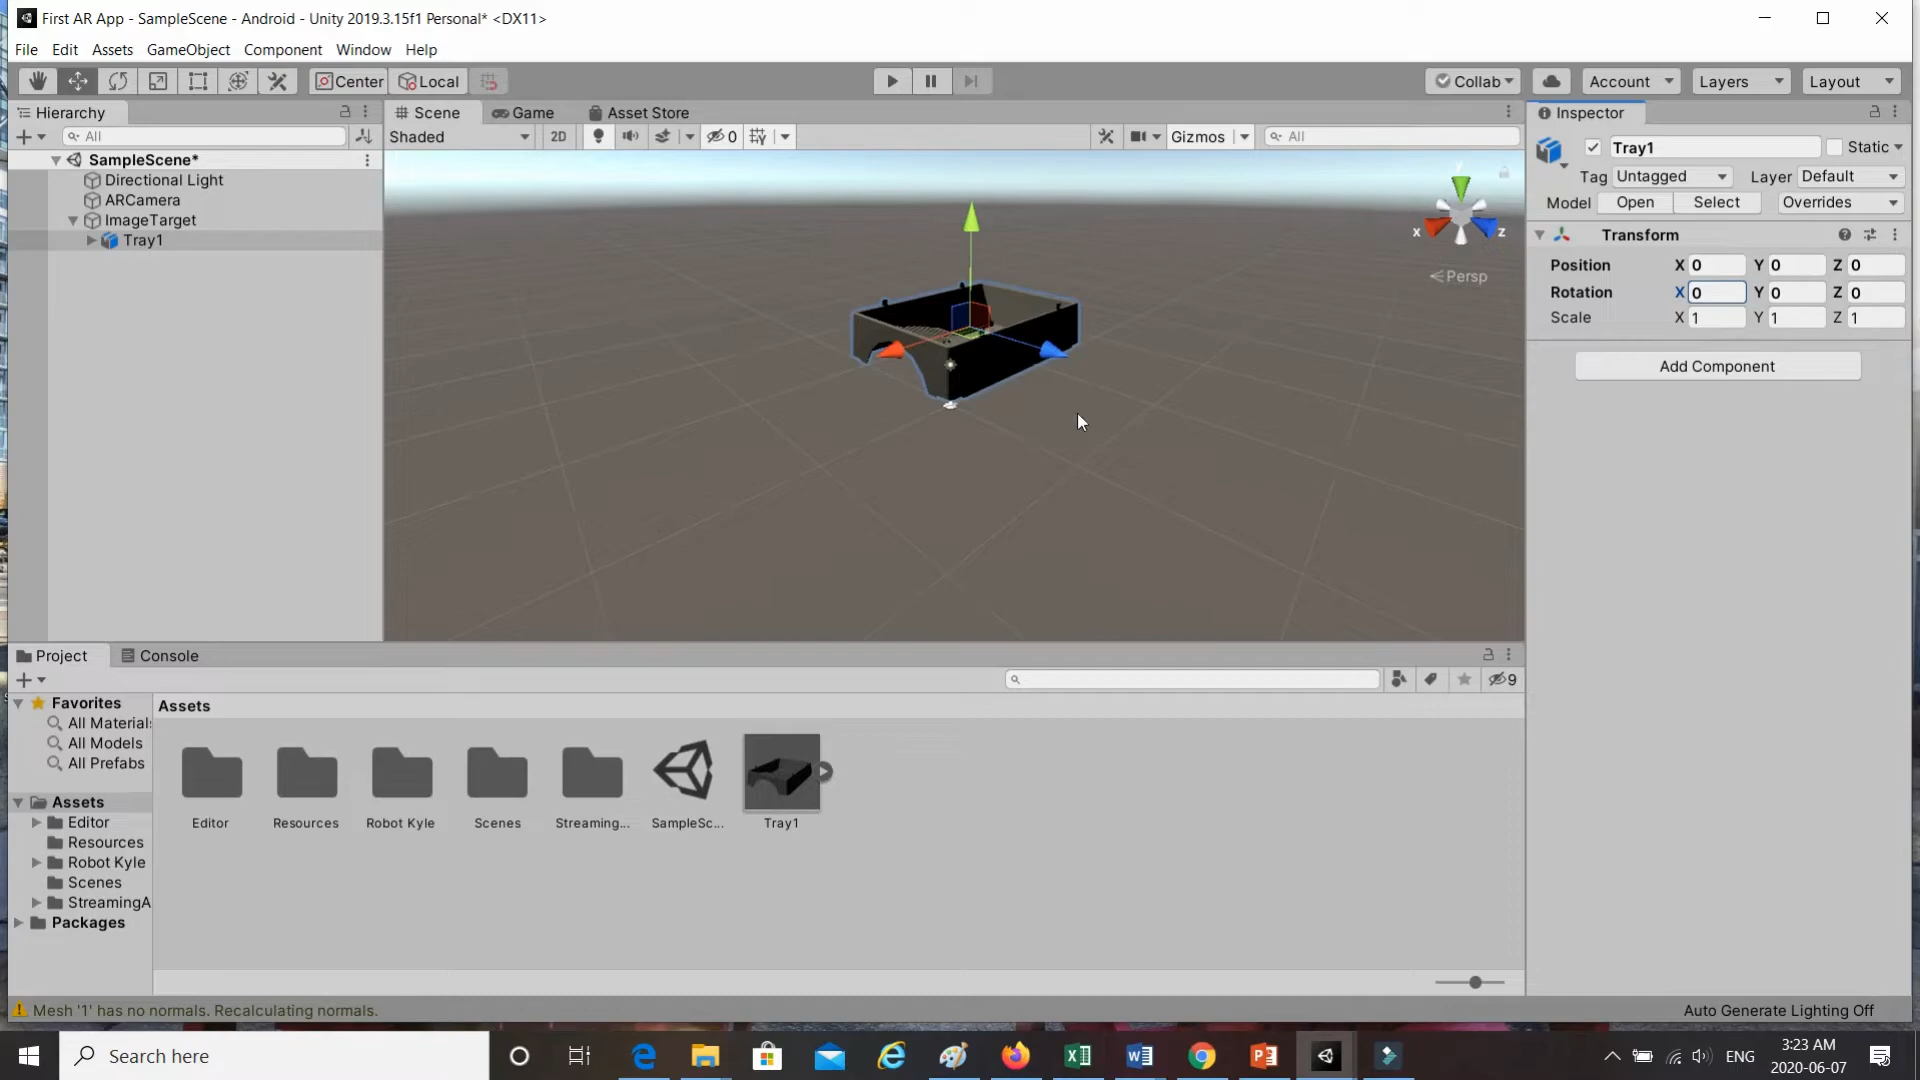 First AR App - SampleScene - Android - Unity 2019.3.15f1 Personal* <DX11>
File Edit Assets GameObject Component Window Help
Center Local Collab Account Layers Layout
Hierarchy
All
SampleScene*
Directional Light
ARCamera
ImageTarget
Tray1
Scene Game Asset Store
Shaded 2D 0 Gizmos All
x z
Persp
Inspector
Tray1 Static
Tag Untagged Layer Default
Model Open Select Overrides
Transform
Position X 0 Y 0 Z 0
Rotation X 0 Y 0 Z 0
Scale X 1 Y 1 Z 1
Add Component
Project Console
9
Favorites
All Material
All Models
All Prefabs
Assets
Editor
Resources
Robot Kyle
Scenes
StreamingA
Packages
Assets
Editor Resources Robot Kyle Scenes Streaming... SampleSc... Tray1
Mesh '1' has no normals. Recalculating normals.
Auto Generate Lighting Off
Search here
ENG
3:23 AM
2020-06-07